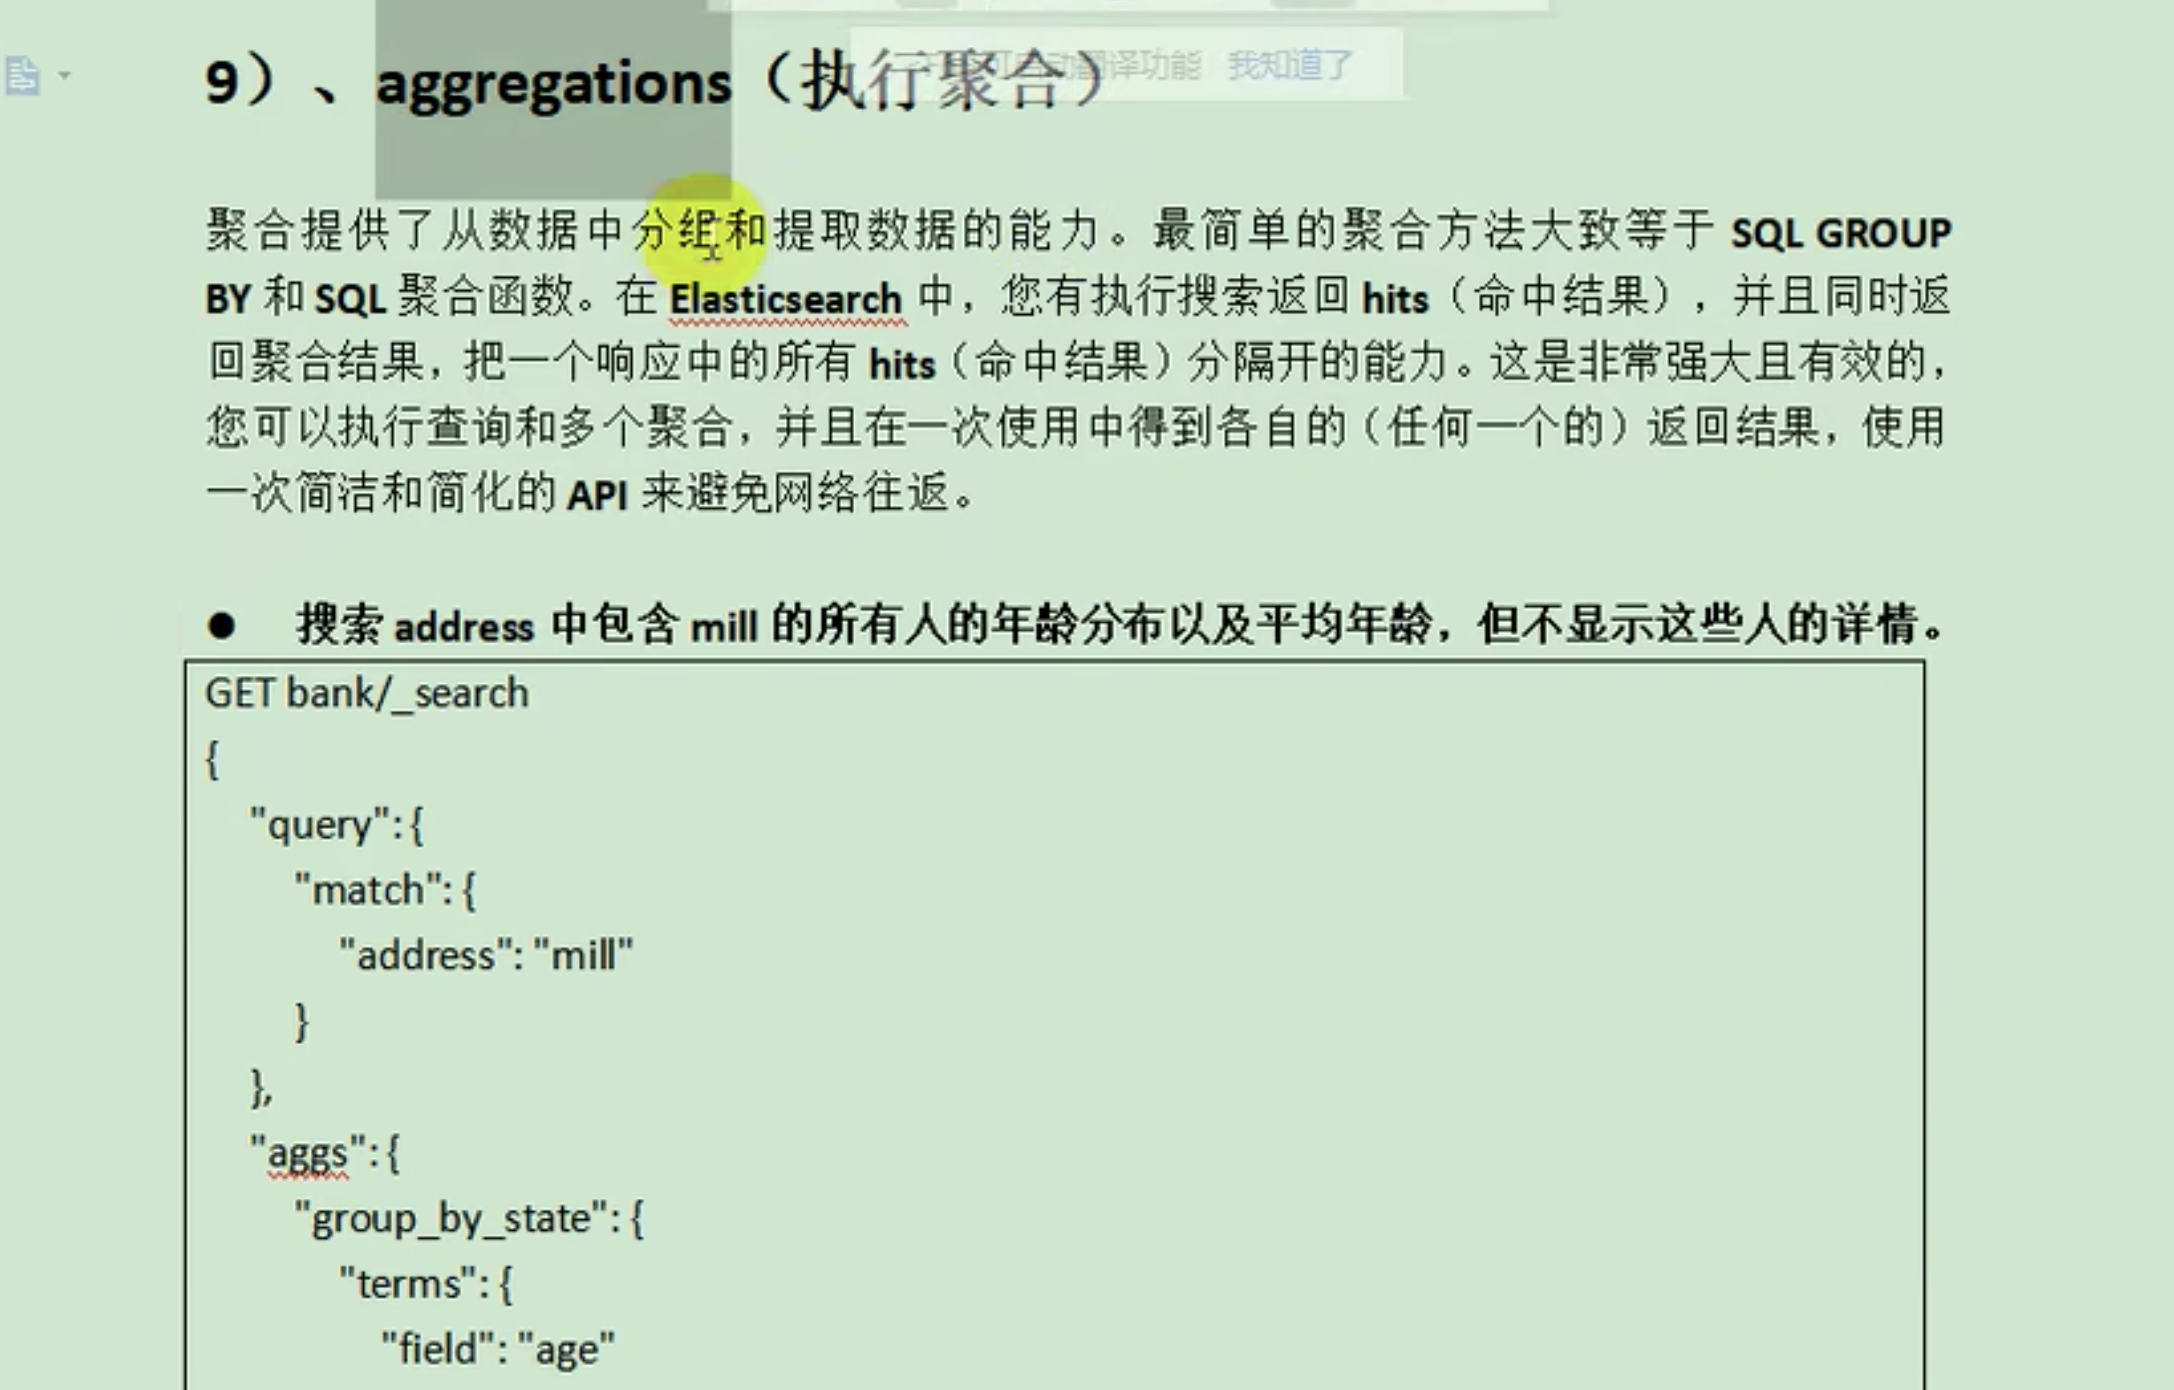 9）、aggregations（执行聚合）
动翻译功能 我知道了
聚合提供了从数据中分组和提取数据的能力。最简单的聚合方法大致等于 SQL GROUP
BY 和 SQL 聚合函数。在 Elasticsearch 中，您有执行搜索返回 hits（命中结果），并且同时返
回聚合结果，把一个响应中的所有 hits（命中结果）分隔开的能力。这是非常强大且有效的，
您可以执行查询和多个聚合，并且在一次使用中得到各自的（任何一个的）返回结果，使用
一次简洁和简化的 API 来避免网络往返。
● 搜索 address 中包含 mill 的所有人的年龄分布以及平均年龄，但不显示这些人的详情。
GET bank/_search
{
"query": {
"match": {
"address": "mill"
}
},
"aggs": {
"group_by_state": {
"terms": {
"field": "age"